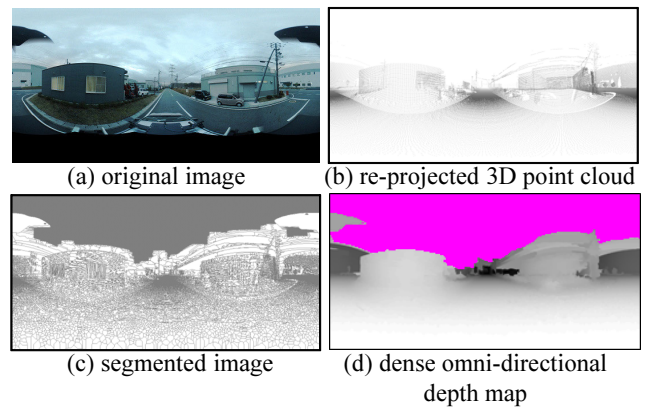 (a) original image
(b) re-projected 3D point cloud
(c) segmented image
(d) dense omni-directional
depth map